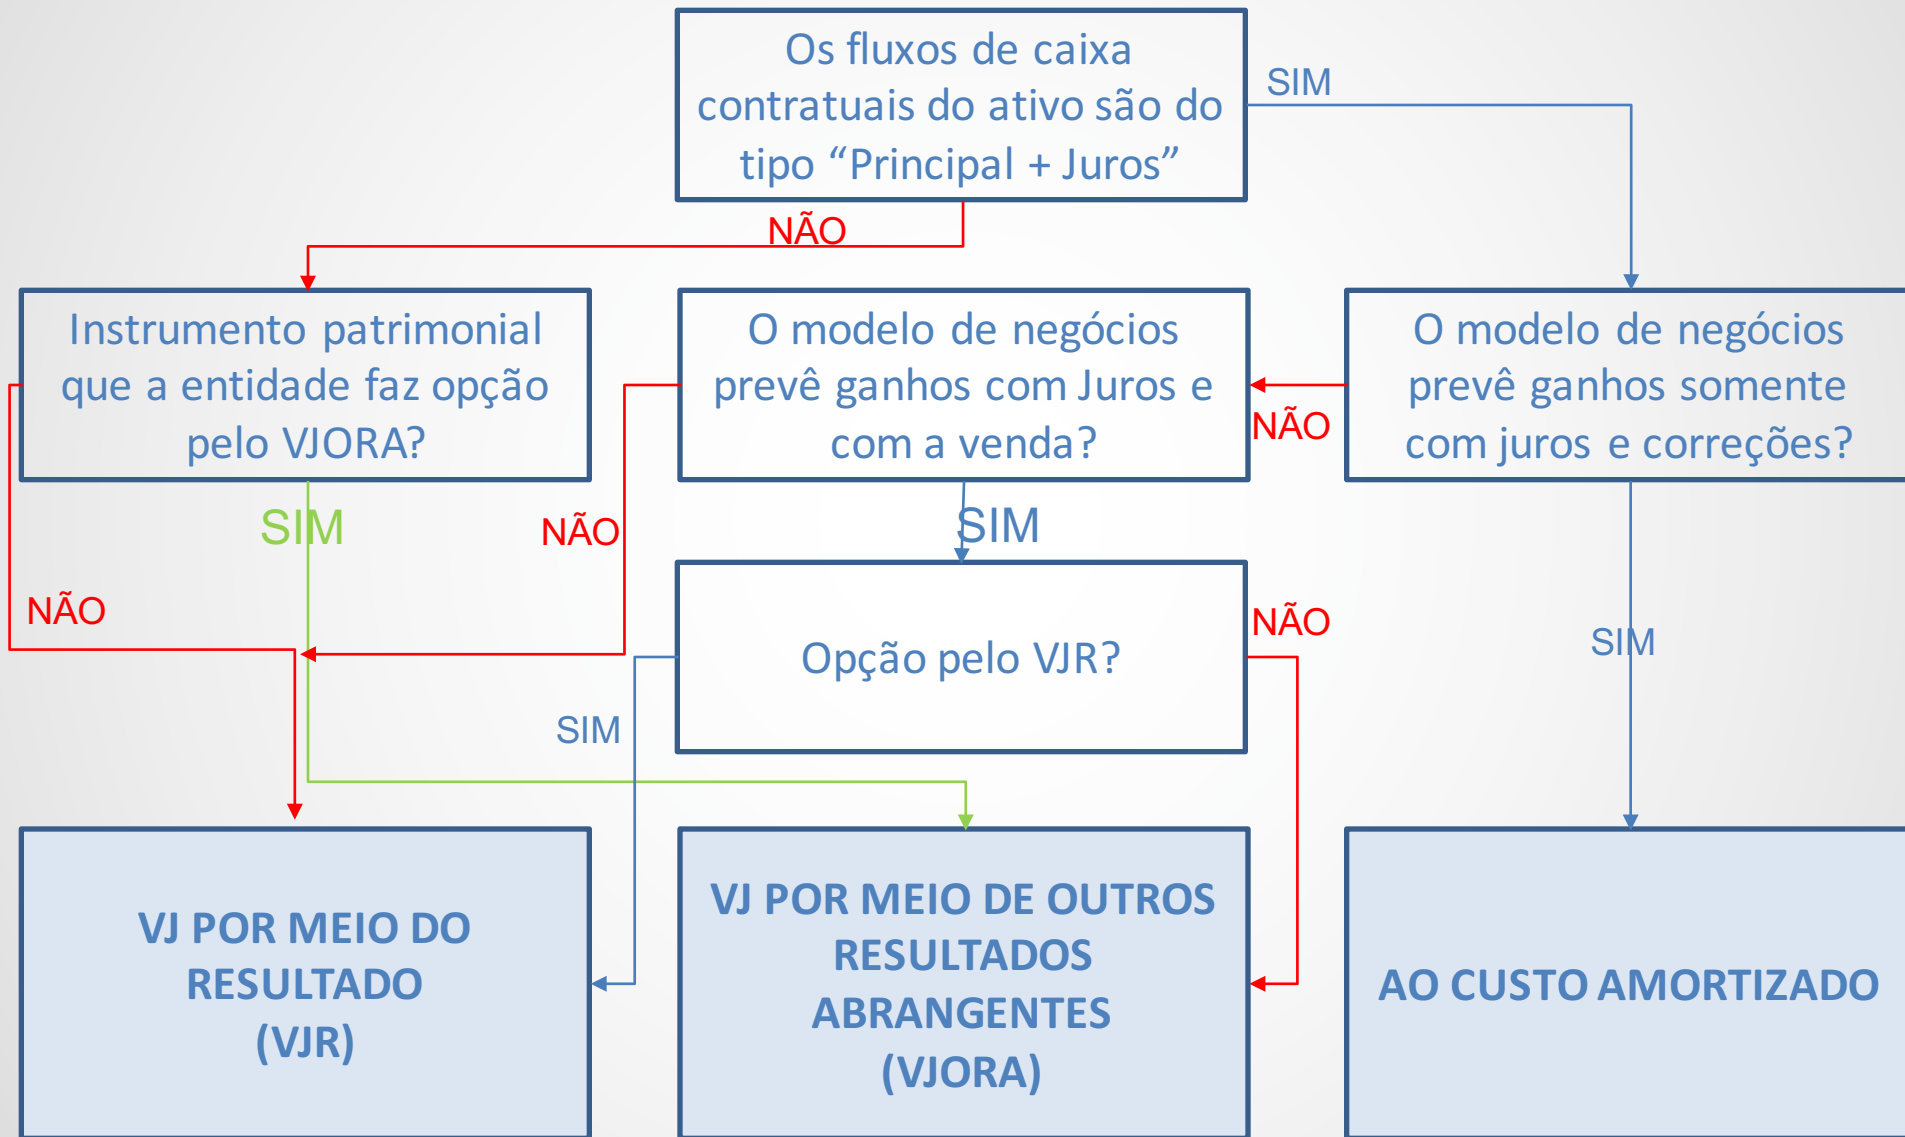 Os fluxos de caixa
contratuais do ativo são do
tipo “Principal + Juros”
SIM
NÃO
Instrumento patrimonial
que a entidade faz opção
pelo VJORA?
O modelo de negócios
prevê ganhos com Juros e
com a venda?
O modelo de negócios
prevê ganhos somente
com juros e correções?
NÃO
SIM
NÃO
SIM
NÃO
NÃO
SIM
Opção pelo VJR?
SIM
VJ POR MEIO DO
RESULTADO
(VJR)
VJ POR MEIO DE OUTROS
RESULTADOS
ABRANGENTES
(VJORA)
AO CUSTO AMORTIZADO